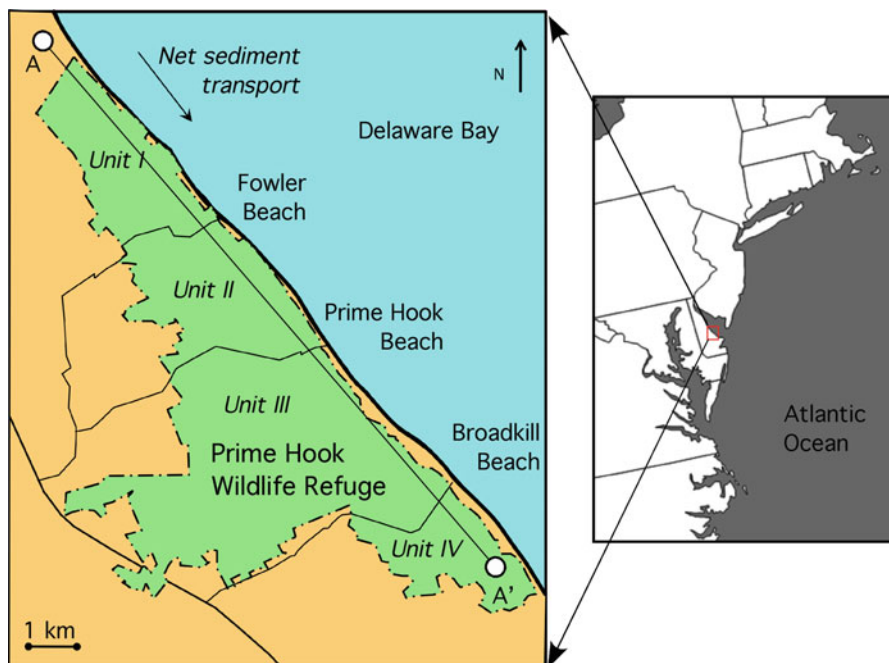 A
Net sediment
transport
N
Delaware Bay
Unit I
Fowler
Beach
Unit II
Prime Hook
Beach
Unit III
Broadkill
Beach
Prime Hook
Wildlife Refuge
Unit IV
A'
1 km
Atlantic
Ocean